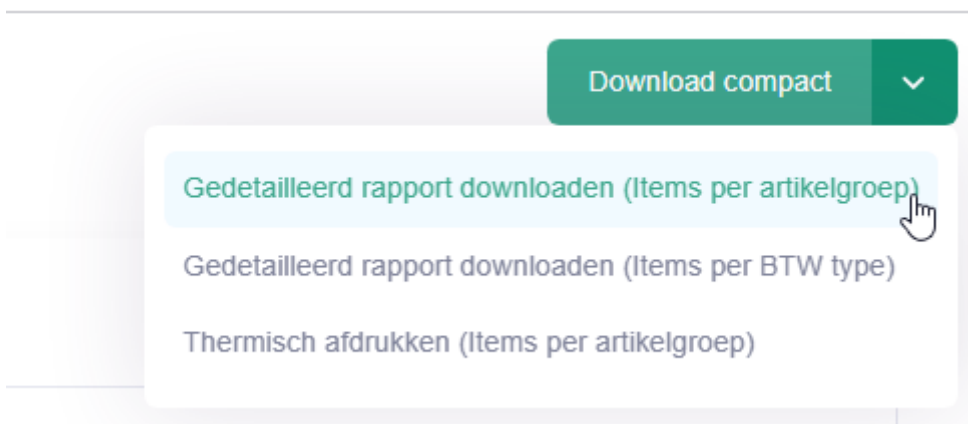 Download compact
Gedetailleerd rapport downloaden (Items per artikelgroep)
Gedetailleerd rapport downloaden (Items per BTW type)
Thermisch afdrukken (Items per artikelgroep)